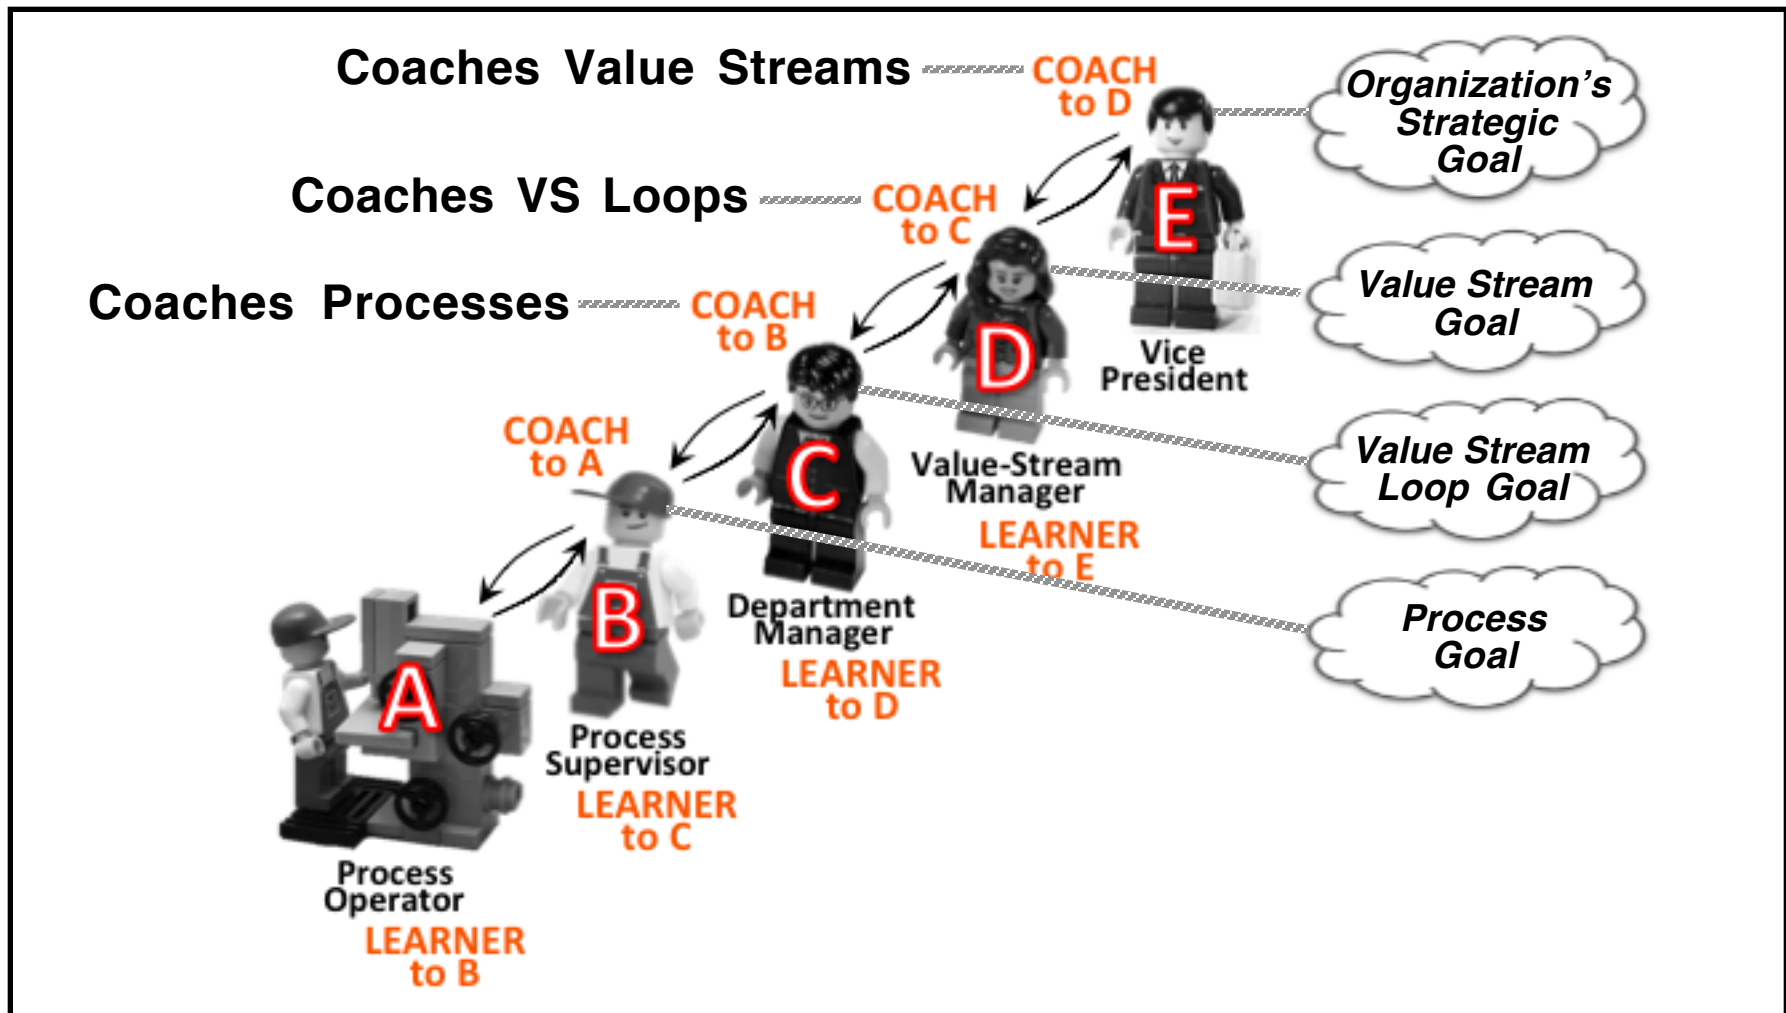 Coaches Value Streams
COACH
to D
Organization's
Strategic
Goal
E
Vice
President
Coaches VS Loops
COACH
to C
Value Stream
Goal
D
Value-Stream
Manager
LEARNER
to E
Coaches Processes
COACH
to B
Value Stream
Loop Goal
C
Department
Manager
LEARNER
to D
COACH
to A
Process
Goal
B
Process
Supervisor
LEARNER
to C
A
Process
Operator
LEARNER
to B